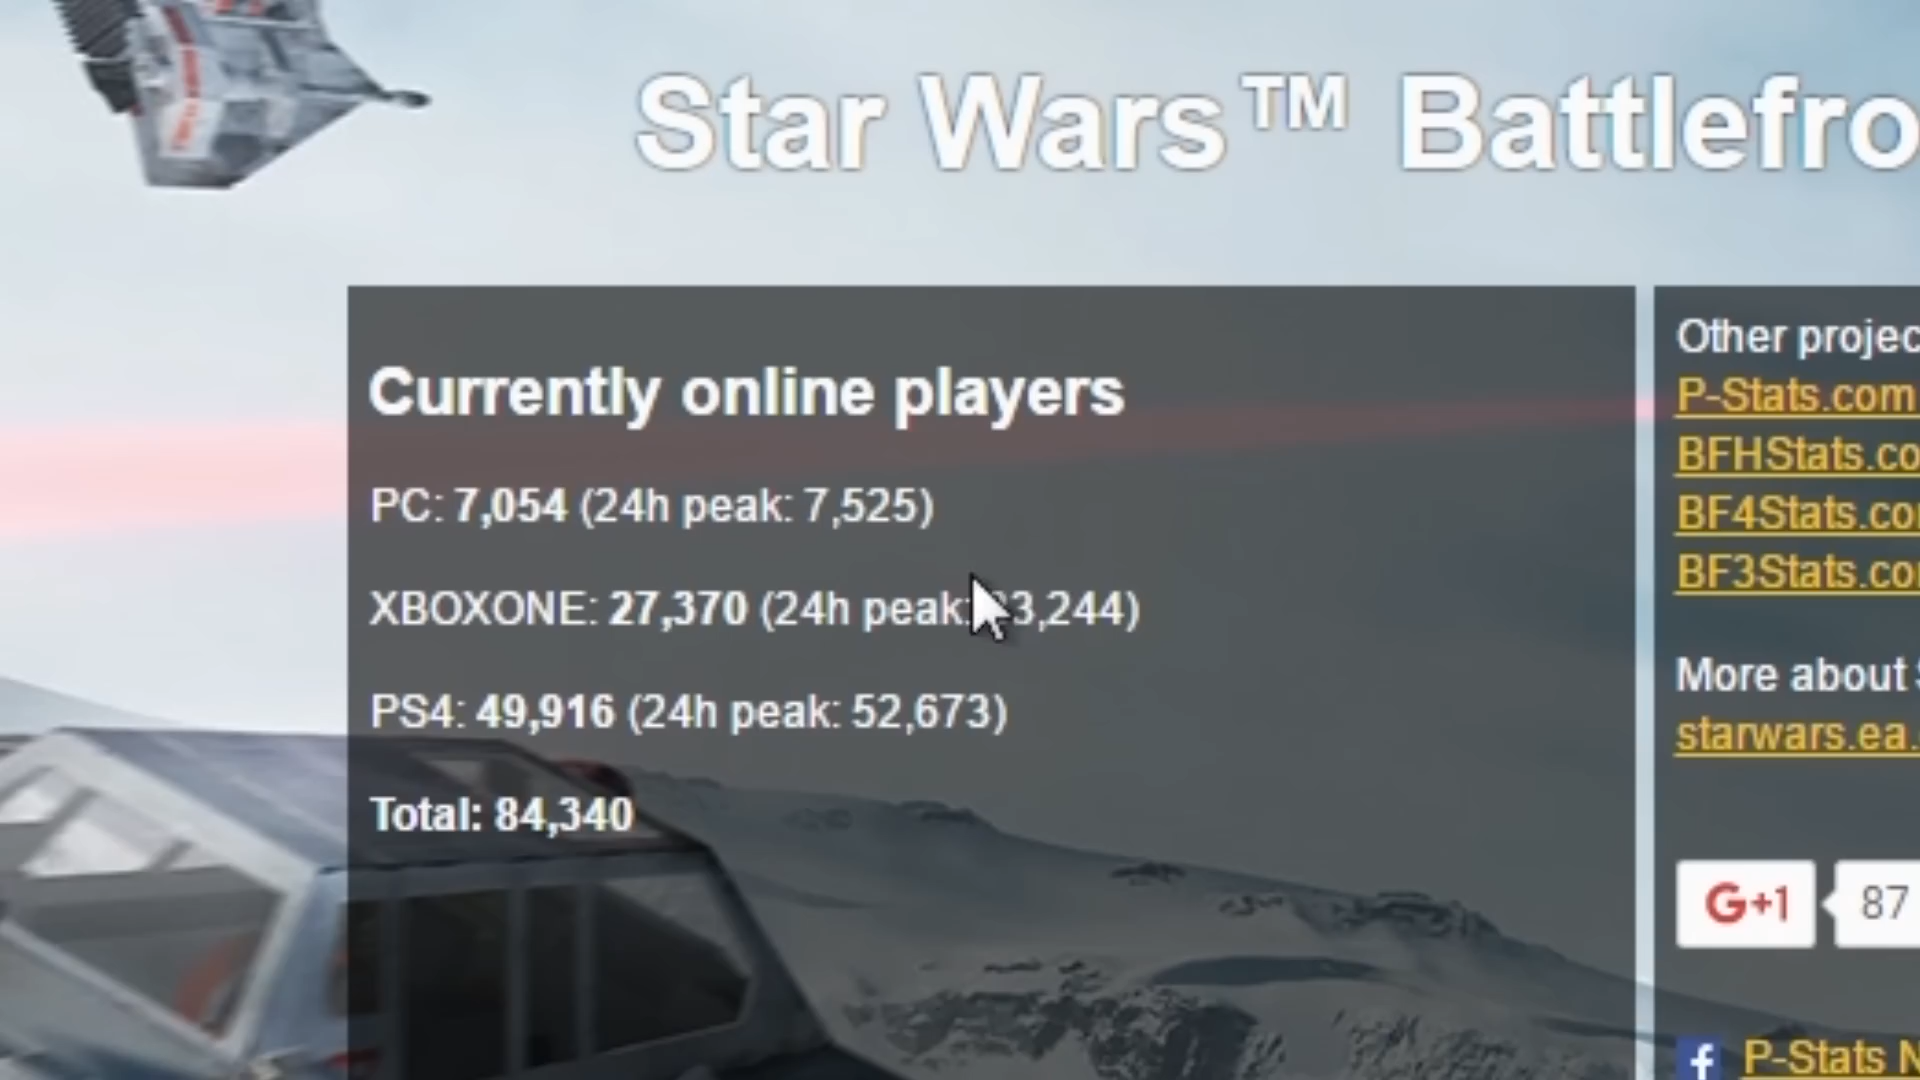 Star Wars™ Battlefro
Currently online players
PC: 7,054 (24h peak: 7,525)
XBOXONE: 27,370 (24h peak: 3,244)
PS4: 49,916 (24h peak: 52,673)
Total: 84,340
Other projec
P-Stats.com
BFHStats.co
BF4Stats.co
BF3Stats.co
More about
starwars.ea.
G+1 87
f P-Stats N